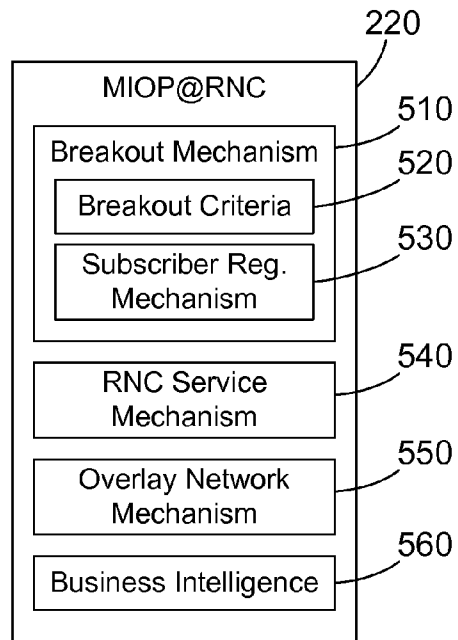 220
MIOP@RNC
510
Breakout Mechanism
520
Breakout Criteria
530
Subscriber Reg.
Mechanism
540
RNC Service
Mechanism
550
Overlay Network
Mechanism
560
Business Intelligence